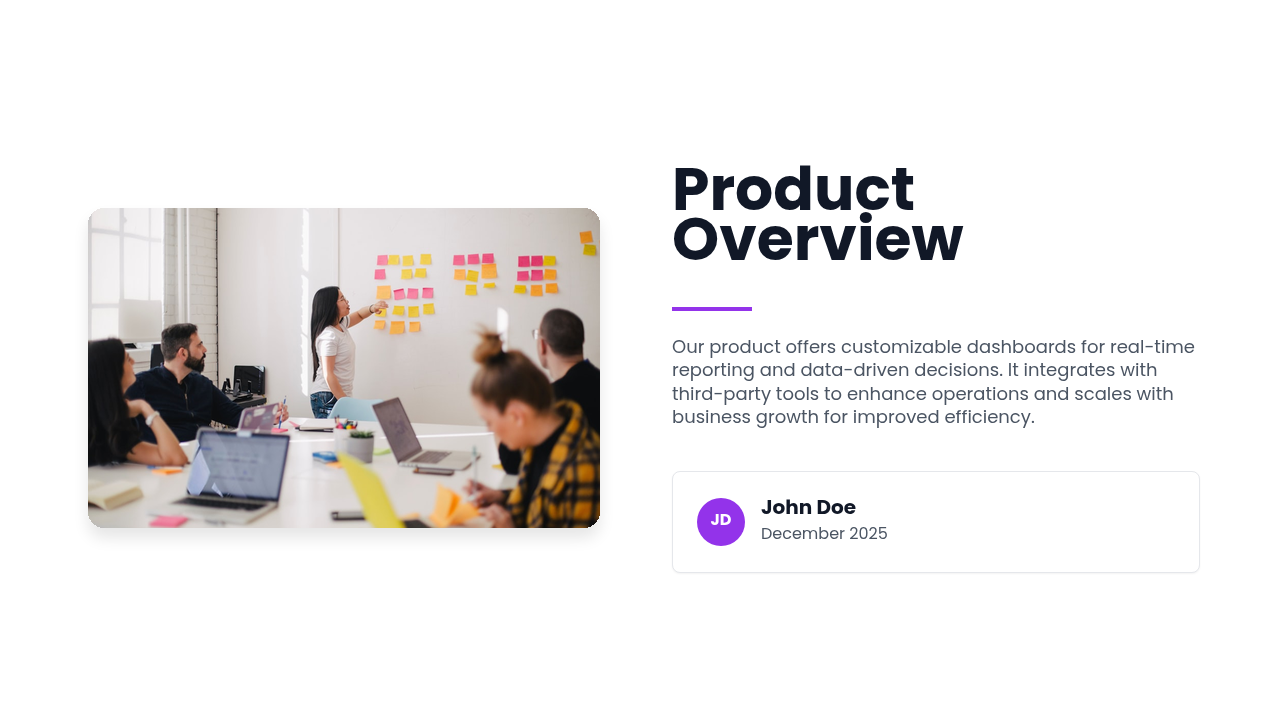 Product
Overview
Our product offers customizable dashboards for real-time
reporting and data-driven decisions. It integrates with
third-party tools to enhance operations and scales with
business growth for improved efficiency.
JD
John Doe
December 2025